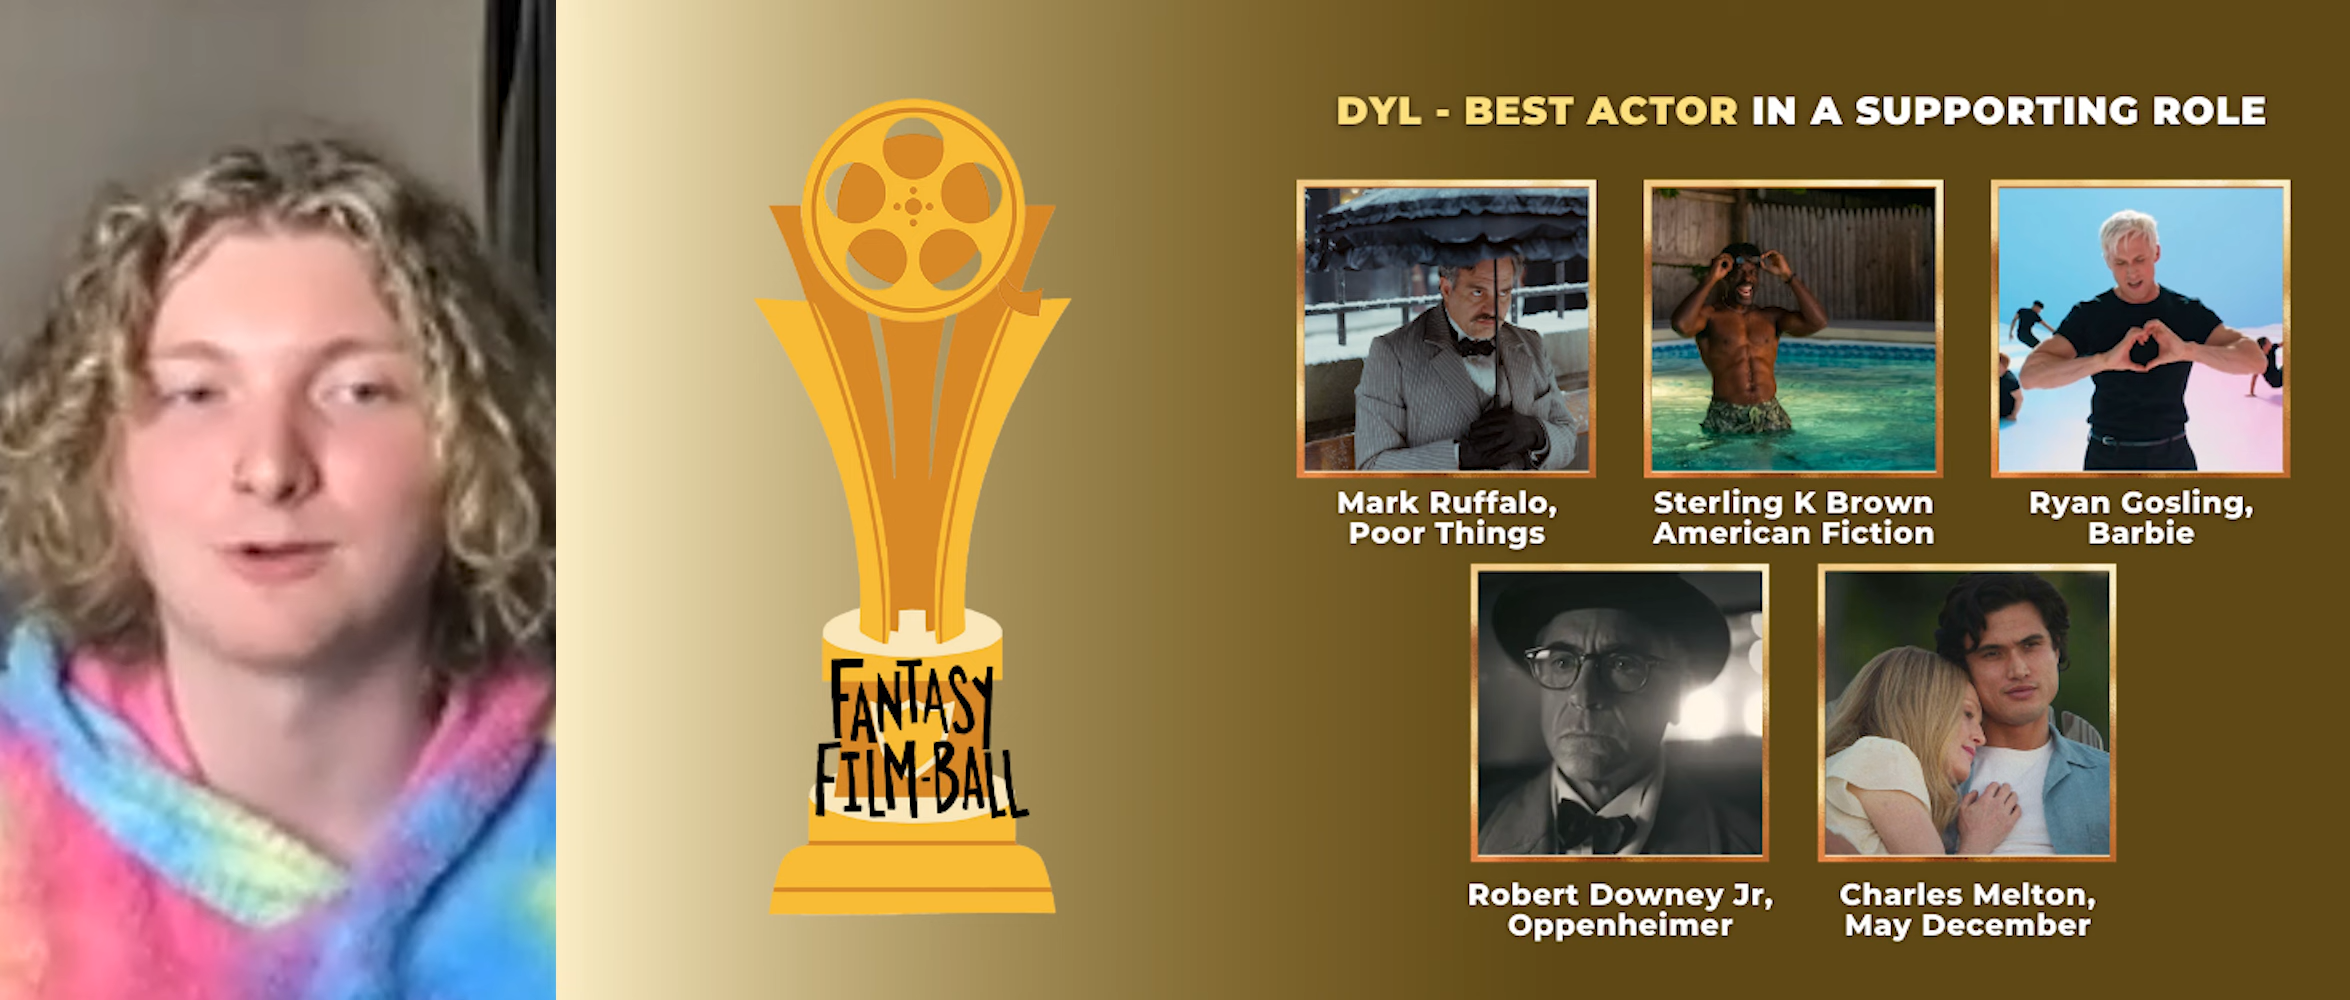 DYL - BEST ACTOR IN A SUPPORTING ROLE
Mark Ruffalo,
Poor Things
Sterling K Brown
American Fiction
Ryan Gosling,
Barbie
Robert Downey Jr,
Oppenheimer
Charles Melton,
May December
FANTASY
FILM-BALL